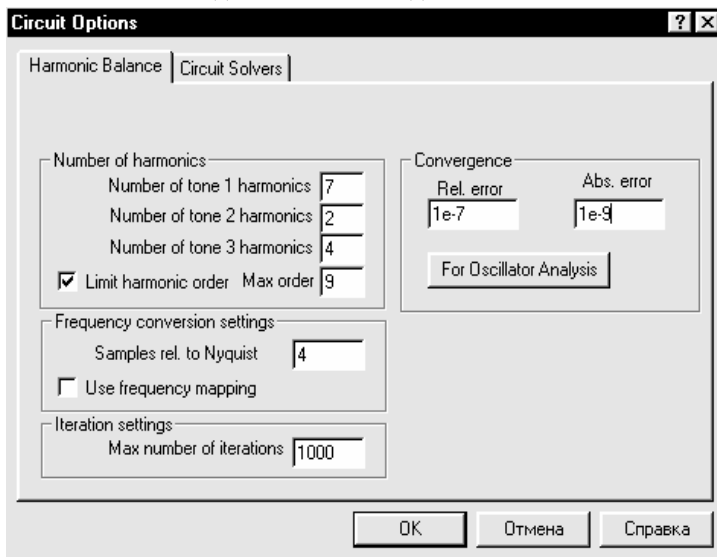 Circuit Options
Harmonic Balance
Circuit Solvers
Number of harmonics
Number of tone 1 harmonics 7
Number of tone 2 harmonics 2
Number of tone 3 harmonics 4
Limit harmonic order Max order 9
Frequency conversion settings
Samples rel. to Nyquist 4
Use frequency mapping
Iteration settings
Max number of iterations 1000
Convergence
Rel. error Abs. error
1e-7 1e-9
For Oscillator Analysis
OK Отмена Справка